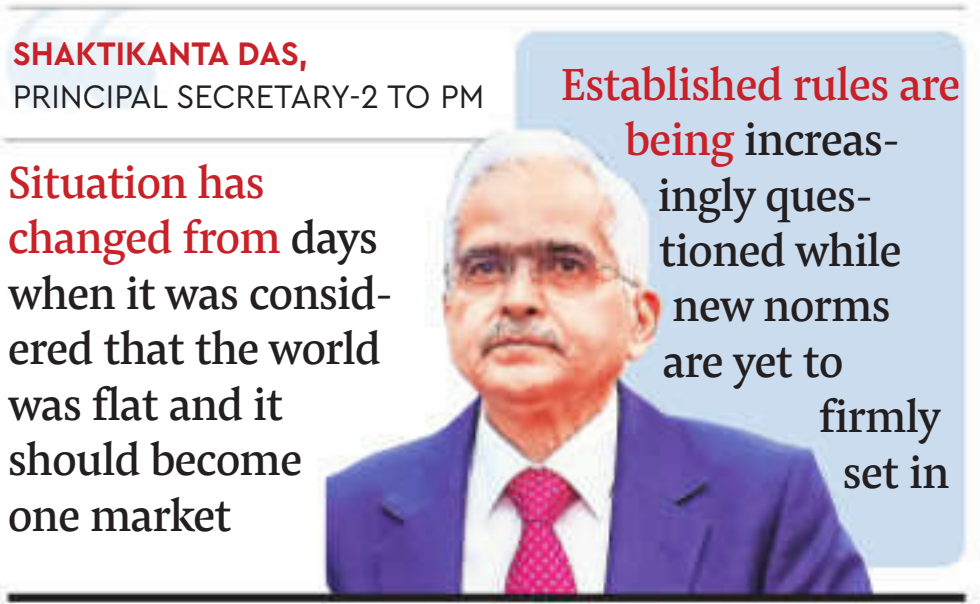 SHAKTIKANTA DAS,
PRINCIPAL SECRETARY-2 TO PM
Situation has
changed from days
when it was consid-
ered that the world
was flat and it
should become
one market
Established rules are
being increas-
ingly ques-
tioned while
new norms
are yet to
firmly
set in